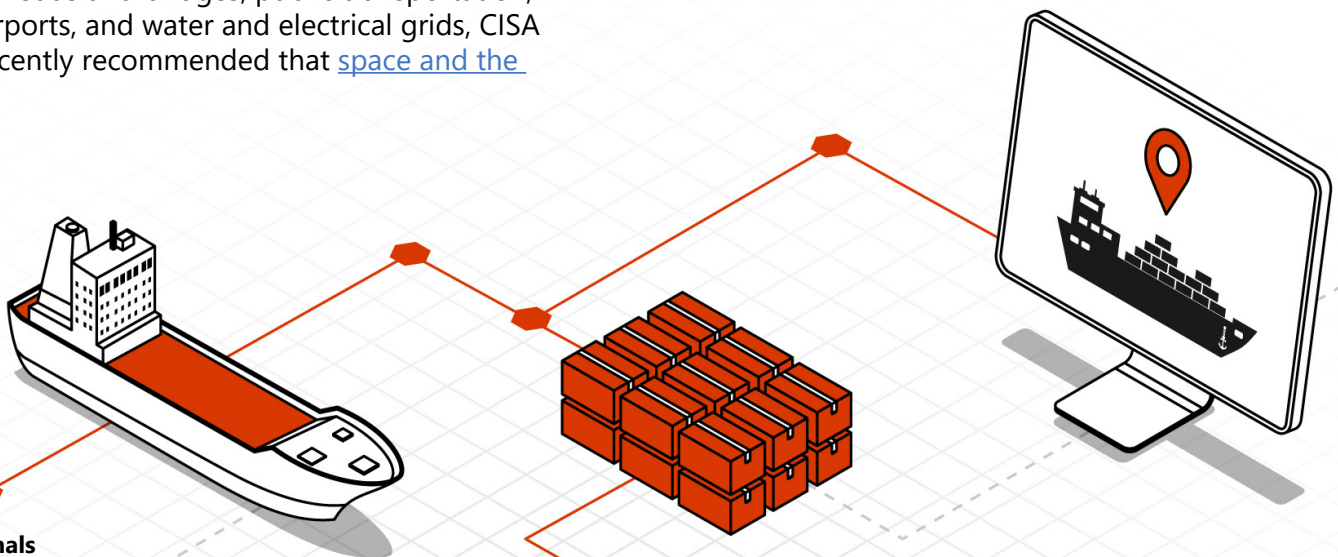 rports, and water and electrical grids, CISA
cently recommended that space and the
nals